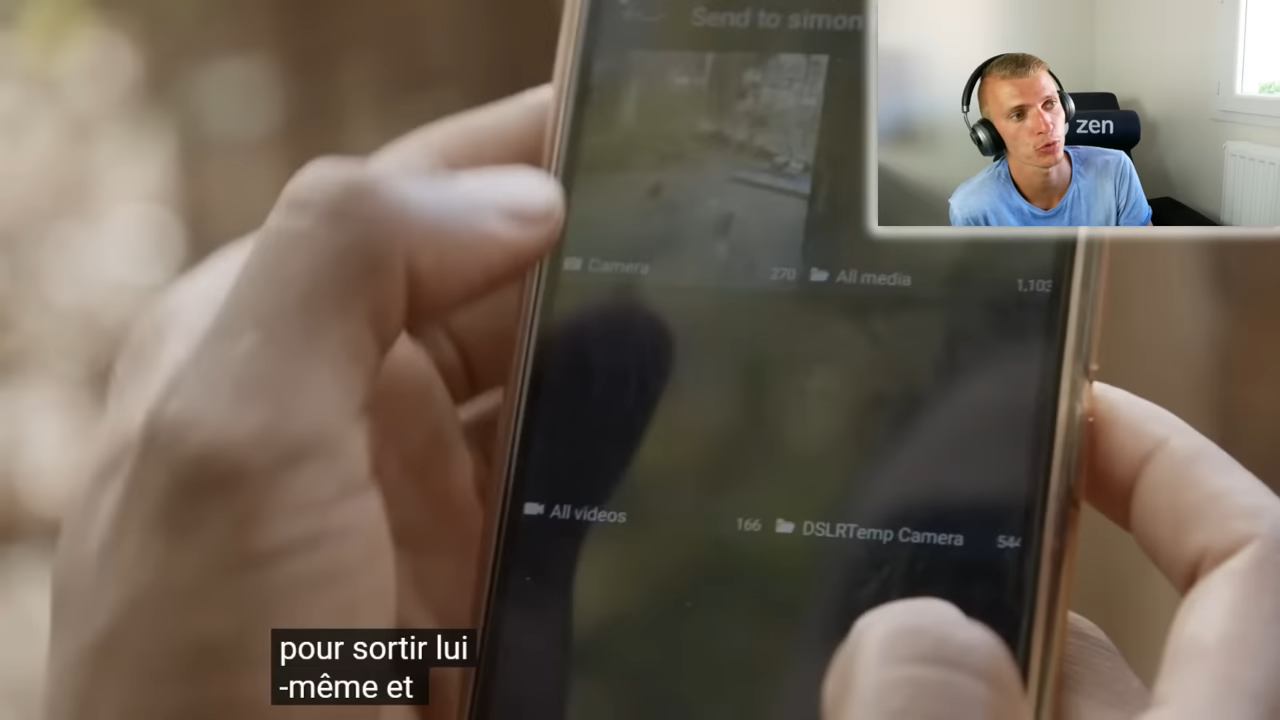 Send to simon
zen
Camera 270 All media 1,103
All videos 166 DSLRTemp Camera 544
pour sortir lui
-même et